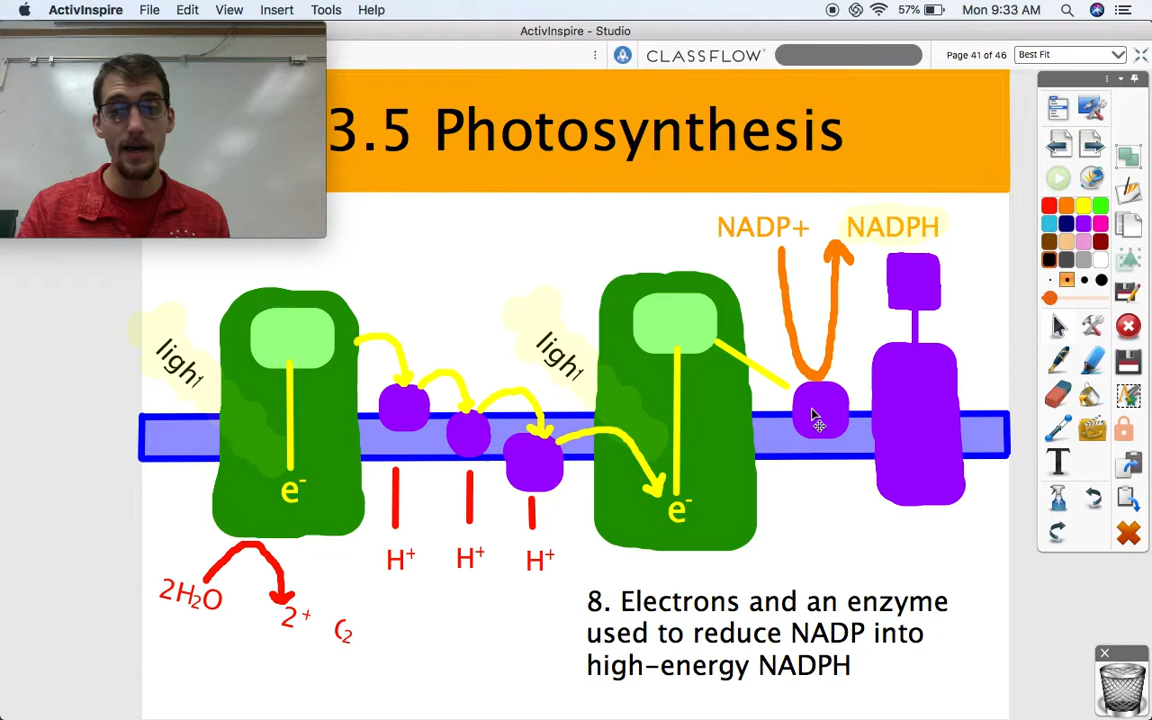 ActivInspire File Edit View Insert Tools Help 57% Mon 9:33 AM
ActivInspire - Studio
CLASSFLOW Page 41 of 46 Best Fit
3.5 Photosynthesis
NADP+ NADPH
e⁻ e⁻
H⁺ H⁺ H⁺
2H₂O
8. Electrons and an enzyme
used to reduce NADP into
high-energy NADPH